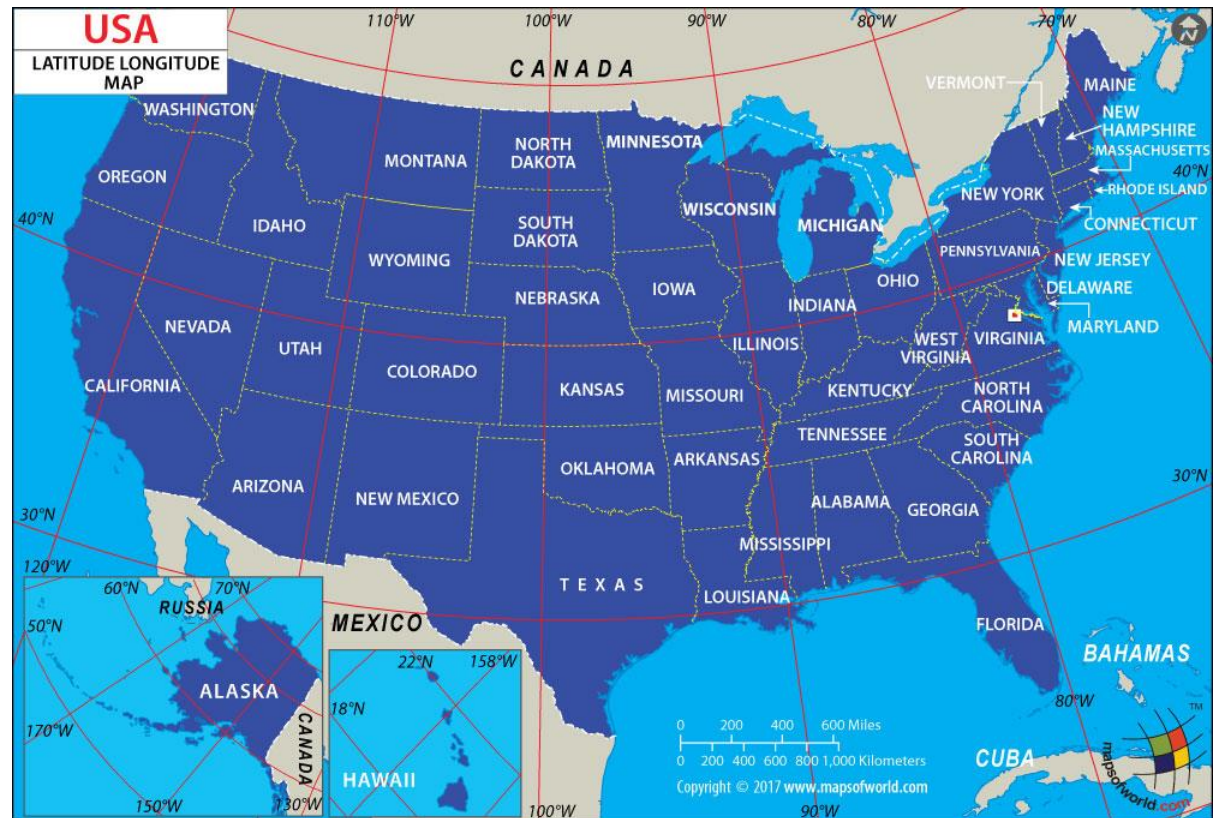 USA
LATITUDE LONGITUDE
MAP
110°W
100°W
90°W
80°W
70°W
N
CANADA
WASHINGTON
OREGON
IDAHO
MONTANA
NORTH
DAKOTA
MINNESOTA
SOUTH
DAKOTA
WISCONSIN
MICHIGAN
VERMONT
MAINE
NEW
HAMPSHIRE
MASSACHUSETTS
40°N
RHODE ISLAND
CONNECTICUT
NEW YORK
PENNSYLVANIA
NEW JERSEY
DELAWARE
MARYLAND
40°N
WYOMING
NEBRASKA
IOWA
INDIANA
OHIO
NEVADA
UTAH
COLORADO
ILLINOIS
WEST
VIRGINIA
VIRGINIA
CALIFORNIA
KANSAS
MISSOURI
KENTUCKY
NORTH
CAROLINA
TENNESSEE
SOUTH
CAROLINA
ARIZONA
NEW MEXICO
OKLAHOMA
ARKANSAS
ALABAMA
GEORGIA
30°N
30°N
MISSISSIPPI
TEXAS
LOUISIANA
FLORIDA
120°W
60°N
70°N
RUSSIA
50°N
ALASKA
170°W
CANADA
150°W
130°W
MEXICO
22°N
158°W
18°N
HAWAII
BAHAMAS
80°W
CUBA
0 200 400 600 Miles
0 200 400 600 800 1,000 Kilometers
Copyright © 2017 www.mapsofworld.com
100°W
90°W
TM
mapsofworld.com